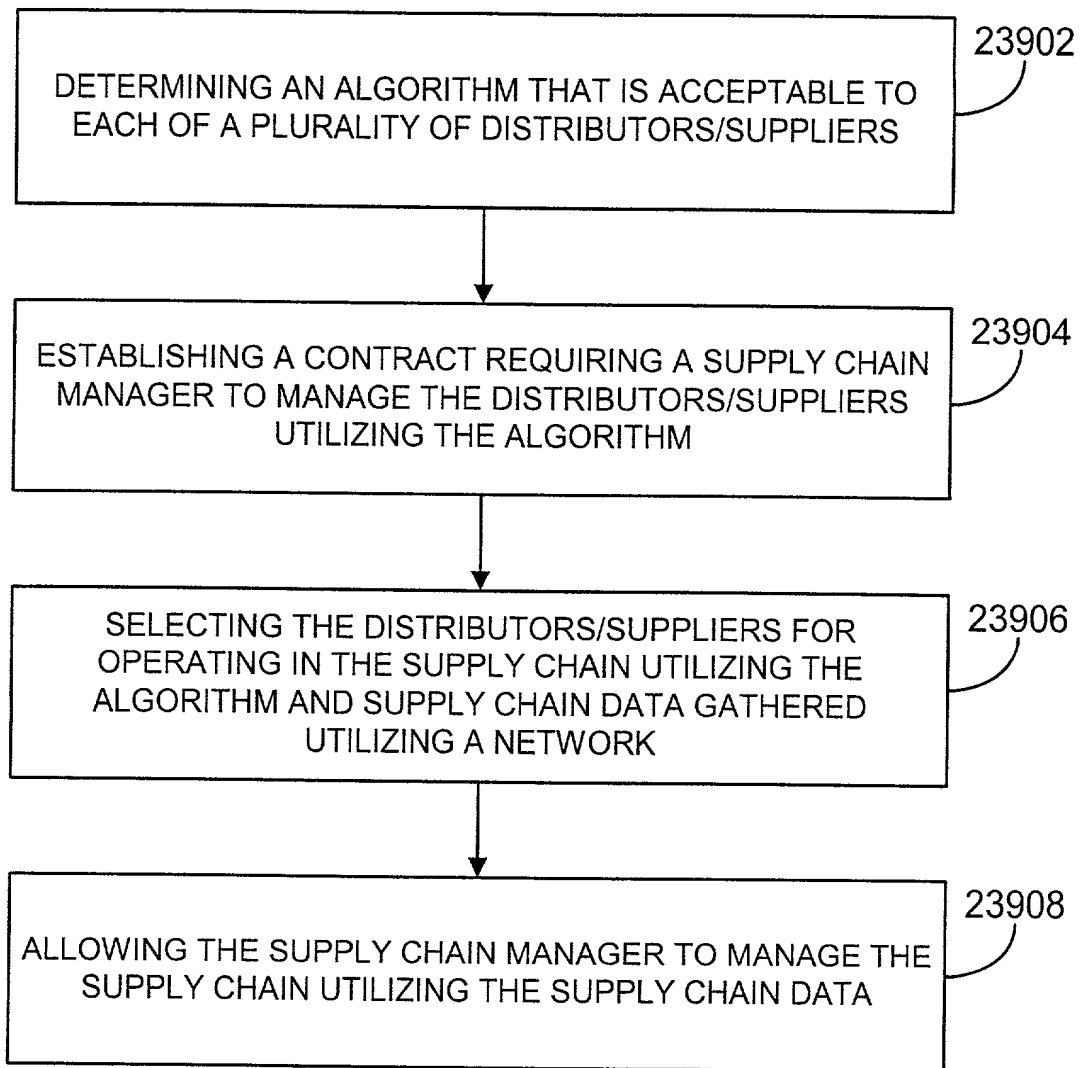 23902
DETERMINING AN ALGORITHM THAT IS ACCEPTABLE TO
EACH OF A PLURALITY OF DISTRIBUTORS/SUPPLIERS
23904
ESTABLISHING A CONTRACT REQUIRING A SUPPLY CHAIN
MANAGER TO MANAGE THE DISTRIBUTORS/SUPPLIERS
UTILIZING THE ALGORITHM
23906
SELECTING THE DISTRIBUTORS/SUPPLIERS FOR
OPERATING IN THE SUPPLY CHAIN UTILIZING THE
ALGORITHM AND SUPPLY CHAIN DATA GATHERED
UTILIZING A NETWORK
23908
ALLOWING THE SUPPLY CHAIN MANAGER TO MANAGE THE
SUPPLY CHAIN UTILIZING THE SUPPLY CHAIN DATA